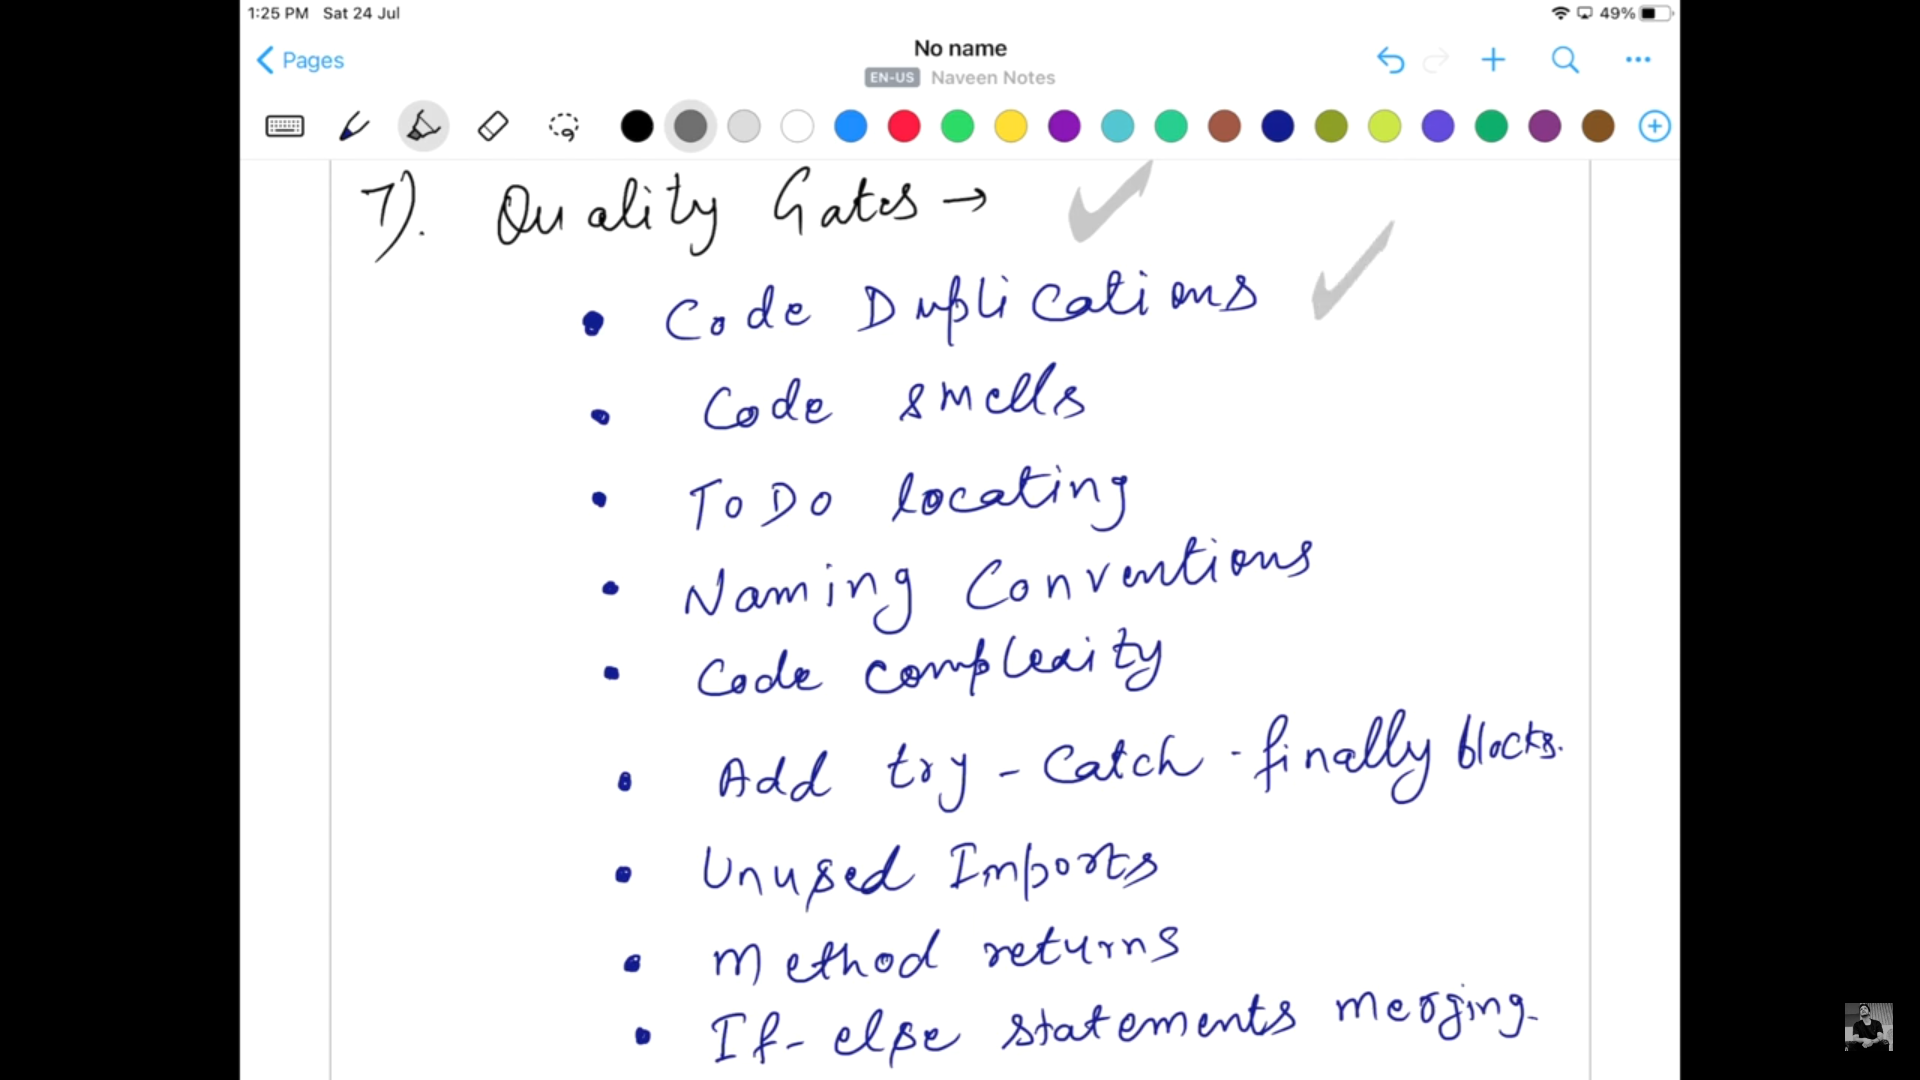 1:25 PM Sat 24 Jul
49%
Pages
No name
EN-US Naveen Notes
7). Quality Gates →
• Code Duplications
• Code smells
• ToDo locating
• Naming Conventions
• Code complexity
• Add try - Catch - finally blocks.
• Unused Imports
• Method returns
• If-else statements merging.